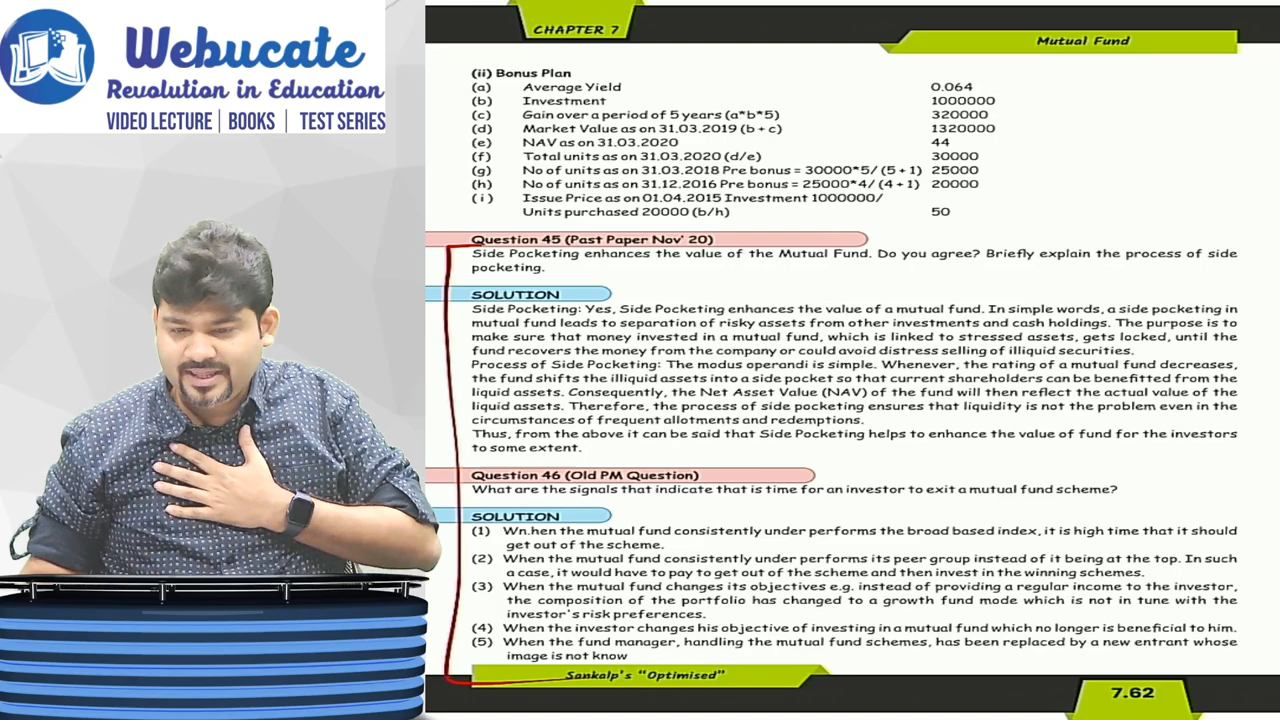 Webucate
Revolution in Education
VIDEO LECTURE | BOOKS | TEST SERIES
CHAPTER 7
Mutual Fund
(ii) Bonus Plan
(a) Average Yield 0.064
(b) Investment 1000000
(c) Gain over a period of 5 years (a*b*5) 320000
(d) Market Value as on 31.03.2019 (b + c) 1320000
(e) NAV as on 31.03.2020 44
(f) Total units as on 31.03.2020 (d/e) 30000
(g) No of units as on 31.03.2018 Pre bonus = 30000*5/ (5 + 1) 25000
(h) No of units as on 31.12.2016 Pre bonus = 25000*4/ (4 + 1) 20000
(i) Issue Price as on 01.04.2015 Investment 1000000/
Units purchased 20000 (b/h) 50
Question 45 (Past Paper Nov' 20)
Side Pocketing enhances the value of the Mutual Fund. Do you agree? Briefly explain the process of side
pocketing.
SOLUTION
Side Pocketing: Yes, Side Pocketing enhances the value of a mutual fund. In simple words, a side pocketing in
mutual fund leads to separation of risky assets from other investments and cash holdings. The purpose is to
make sure that money invested in a mutual fund, which is linked to stressed assets, gets locked, until the
fund recovers the money from the company or could avoid distress selling of illiquid securities.
Process of Side Pocketing: The modus operandi is simple. Whenever, the rating of a mutual fund decreases,
the fund shifts the illiquid assets into a side pocket so that current shareholders can be benefitted from the
liquid assets. Consequently, the Net Asset Value (NAV) of the fund will then reflect the actual value of the
liquid assets. Therefore, the process of side pocketing ensures that liquidity is not the problem even in the
circumstances of frequent allotments and redemptions.
Thus, from the above it can be said that Side Pocketing helps to enhance the value of fund for the investors
to some extent.
Question 46 (Old PM Question)
What are the signals that indicate that is time for an investor to exit a mutual fund scheme?
SOLUTION
(1) Wn.hen the mutual fund consistently under performs the broad based index, it is high time that it should
get out of the scheme.
(2) When the mutual fund consistently under performs its peer group instead of it being at the top. In such
a case, it would have to pay to get out of the scheme and then invest in the winning schemes.
(3) When the mutual fund changes its objectives e.g. instead of providing a regular income to the investor,
the composition of the portfolio has changed to a growth fund mode which is not in tune with the
investor's risk preferences.
(4) When the investor changes his objective of investing in a mutual fund which no longer is beneficial to him.
(5) When the fund manager, handling the mutual fund schemes, has been replaced by a new entrant whose
image is not know
Sankalp's "Optimised"
7.62